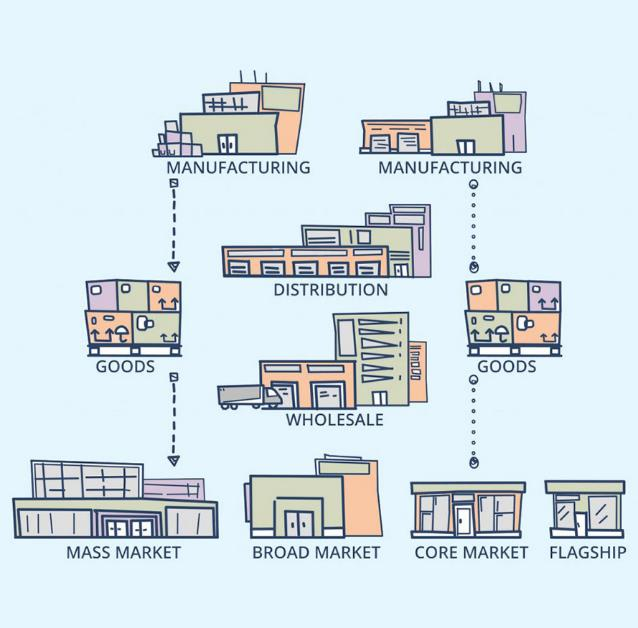 MANUFACTURING
MANUFACTURING
DISTRIBUTION
GOODS
GOODS
WHOLESALE
MASS MARKET
BROAD MARKET
CORE MARKET
FLAGSHIP